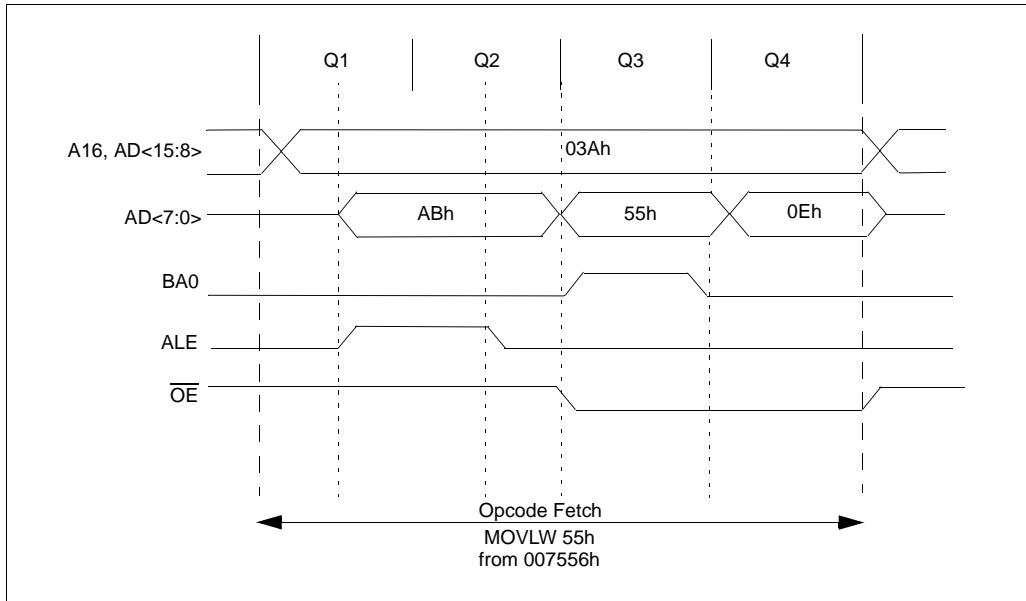 Q1 Q2 Q3 Q4
A16, AD<15:8> 03Ah
AD<7:0> ABh 55h 0Eh
BA0
ALE
OE
Opcode Fetch
MOVLW 55h
from 007556h